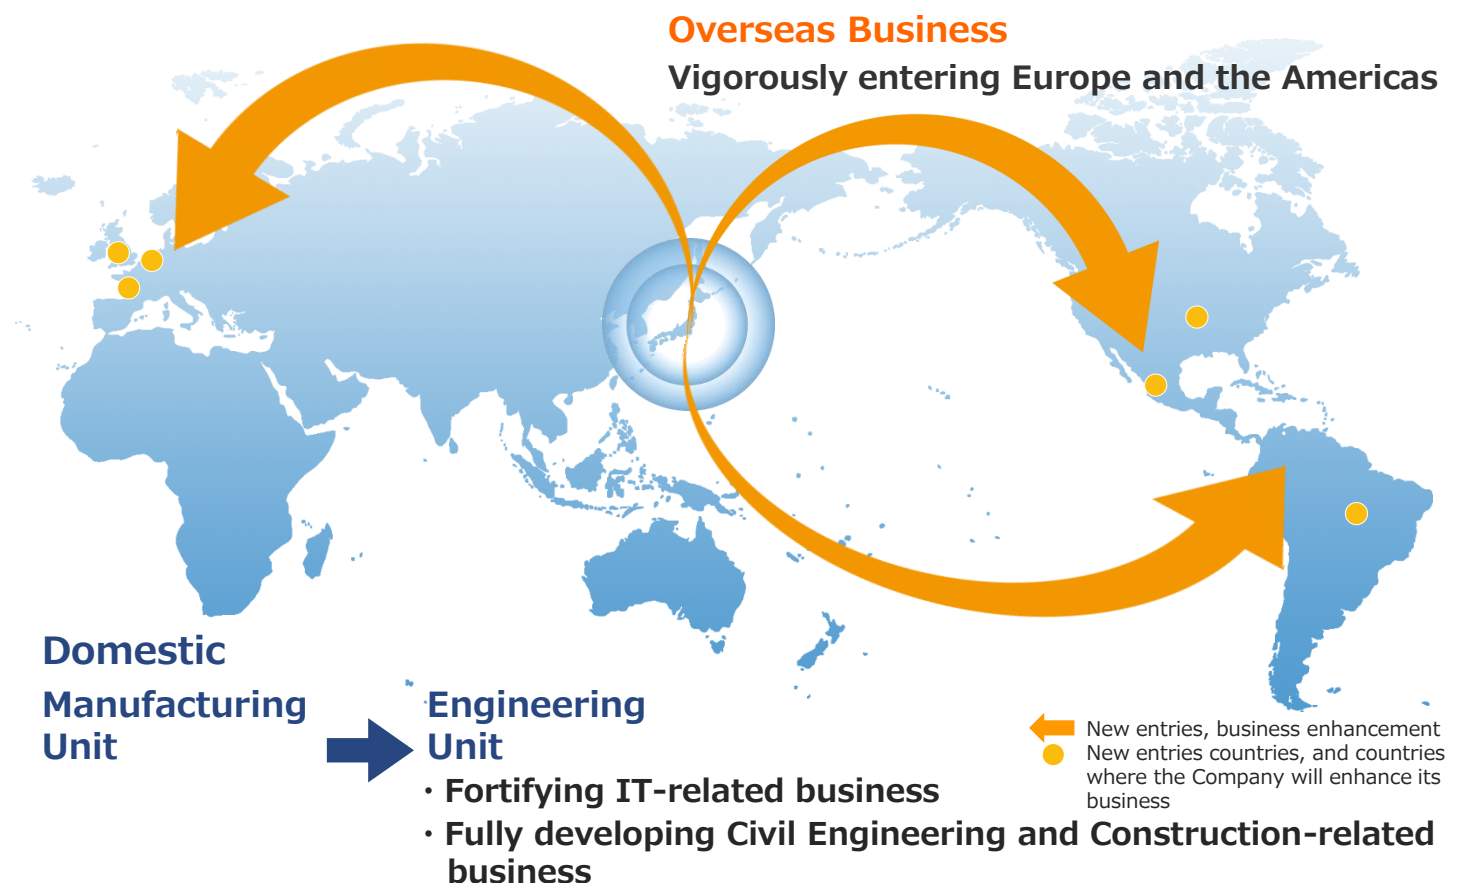 Overseas Business
Vigorously entering Europe and the Americas
Domestic
Manufacturing
Unit
Engineering
Unit
・Fortifying IT-related business
・Fully developing Civil Engineering and Construction-related
business
New entries, business enhancement
New entries countries, and countries
where the Company will enhance its
business